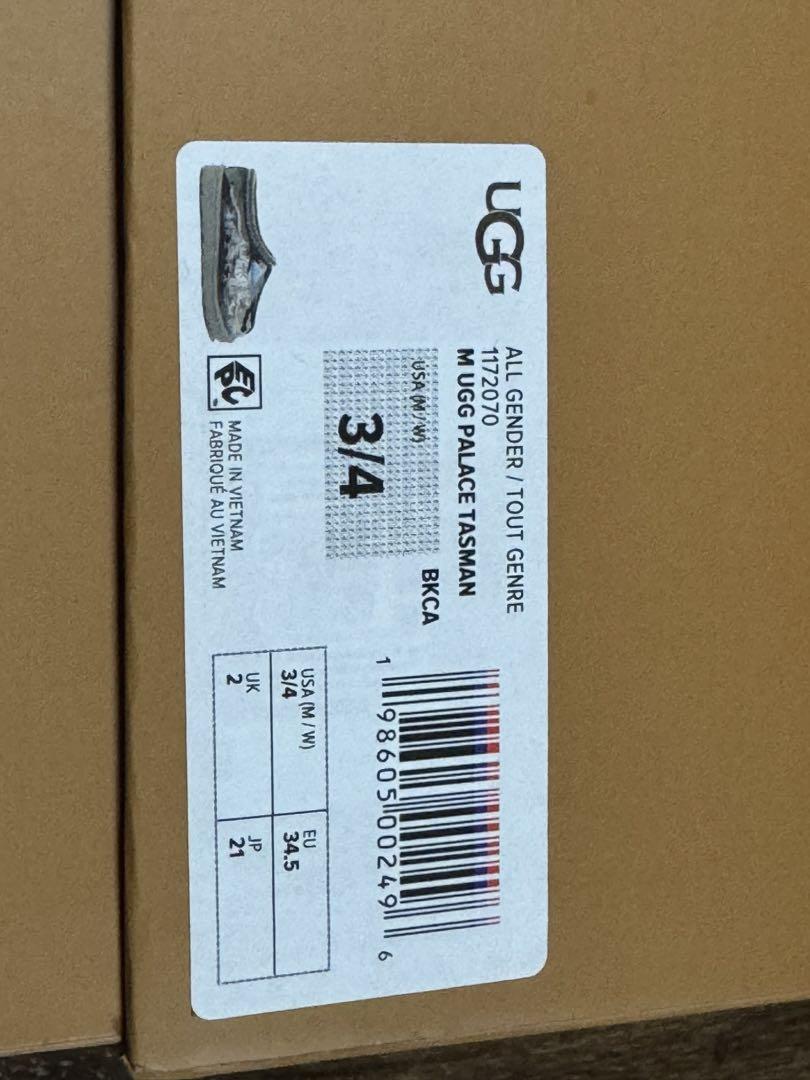 UGG
ALL GENDER / TOUT GENRE
1172070
M UGG PALACE TASMAN
BKCA
USA (M / W)
3/4
1 98605 00249 6
USA (M / W)
3/4
EU
34.5
UK
2
JP
21
MADE IN VIETNAM
FABRIQUÉ AU VIETNAM